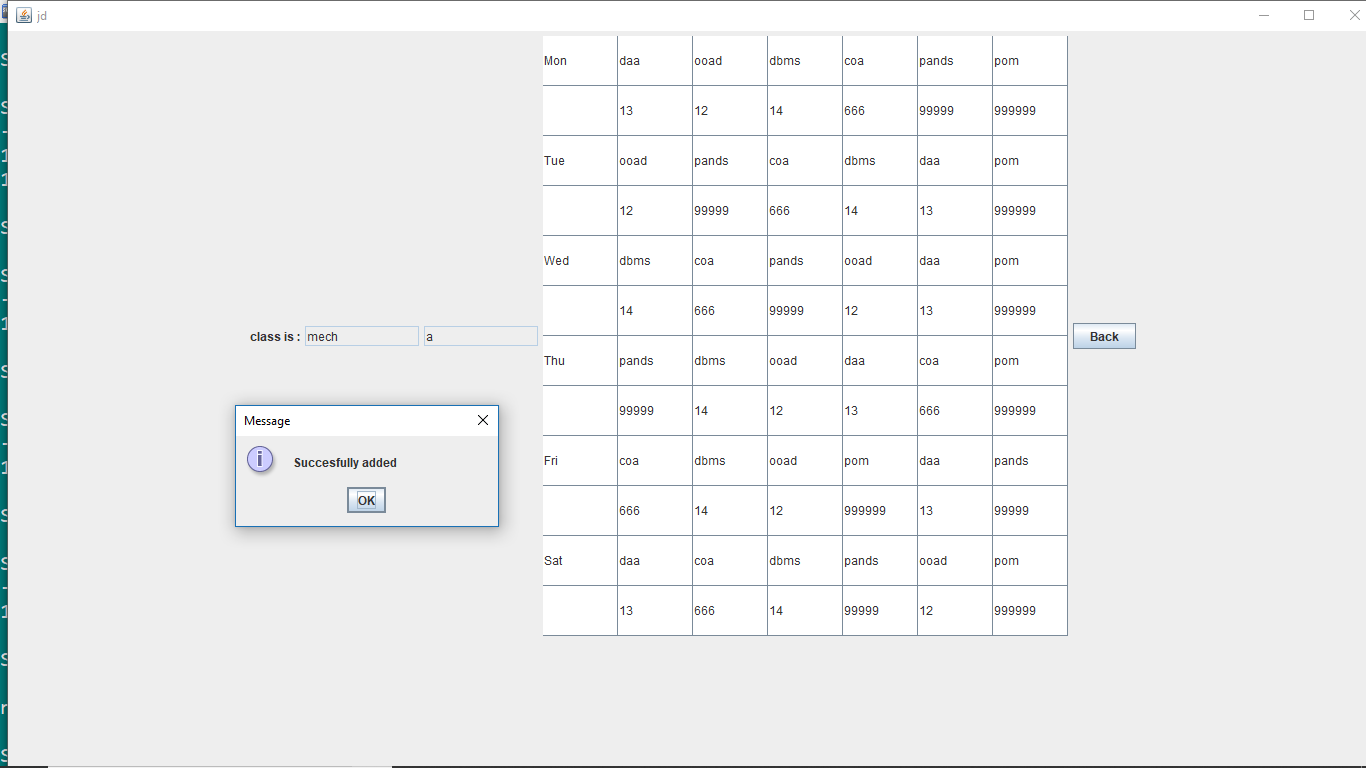 jd
Mon daa ooad dbms coa pands pom
13 12 14 666 99999 999999
Tue ooad pands coa dbms daa pom
12 99999 666 14 13 999999
Wed dbms coa pands ooad daa pom
14 666 99999 12 13 999999
class is : mech a
Back
Thu pands dbms ooad daa coa pom
99999 14 12 13 666 999999
Message
Succesfully added
OK
Fri coa dbms ooad pom daa pands
666 14 12 999999 13 99999
Sat daa coa dbms pands ooad pom
13 666 14 99999 12 999999